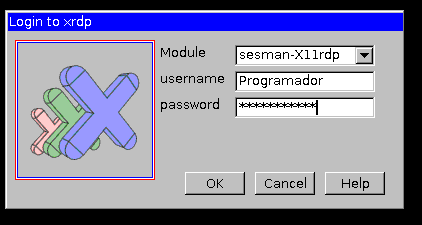 Login to xrdp
Module sesman-X11rdp
username Programador
password ***********
OK Cancel Help